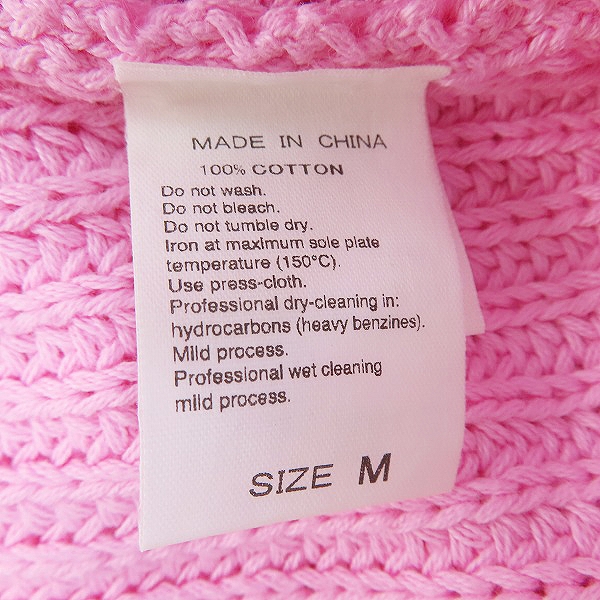 MADE IN CHINA
100% COTTON
Do not wash.
Do not bleach.
Do not tumble dry.
Iron at maximum sole plate
temperature (150°C).
Use press-cloth.
Professional dry-cleaning in:
hydrocarbons (heavy benzines).
Mild process.
Professional wet cleaning
mild process.
SIZE M